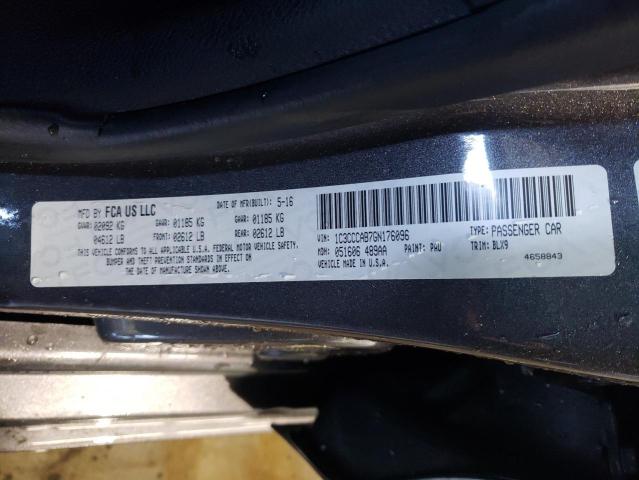 MFD BY FCA US LLC DATE OF MFR(BUILT): 5-16
GVWR: 02092 KG GAWR: 01185 KG GAWR: 01185 KG
04612 LB FRONT: 02612 LB REAR: 02612 LB
THIS VEHICLE CONFORMS TO ALL APPLICABLE U.S.A. FEDERAL MOTOR VEHICLE SAFETY,
BUMPER AND THEFT PREVENTION STANDARDS IN EFFECT ON
THE DATE OF MANUFACTURE SHOWN ABOVE.
VIN: 1C3CCCAB7GN176096 TYPE: PASSENGER CAR
MDH: 051606 489AA PAINT: PAU TRIM: BLX9
VEHICLE MADE IN U.S.A. 4658843